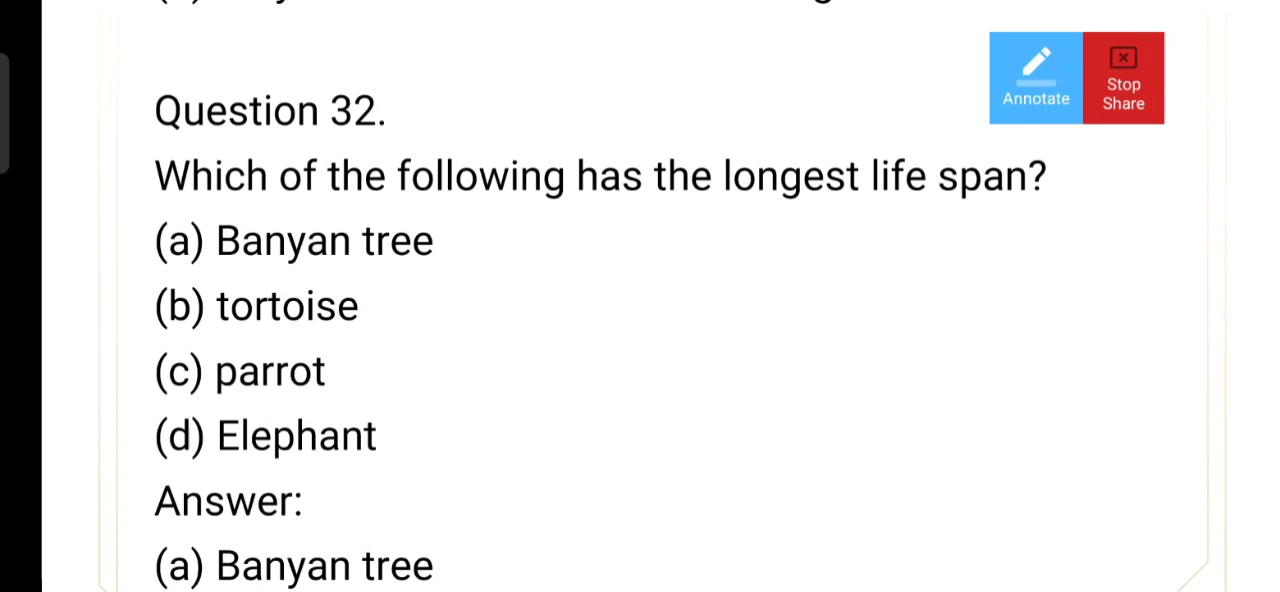 Annotate
Stop
Share
Question 32.
Which of the following has the longest life span?
(a) Banyan tree
(b) tortoise
(c) parrot
(d) Elephant
Answer:
(a) Banyan tree